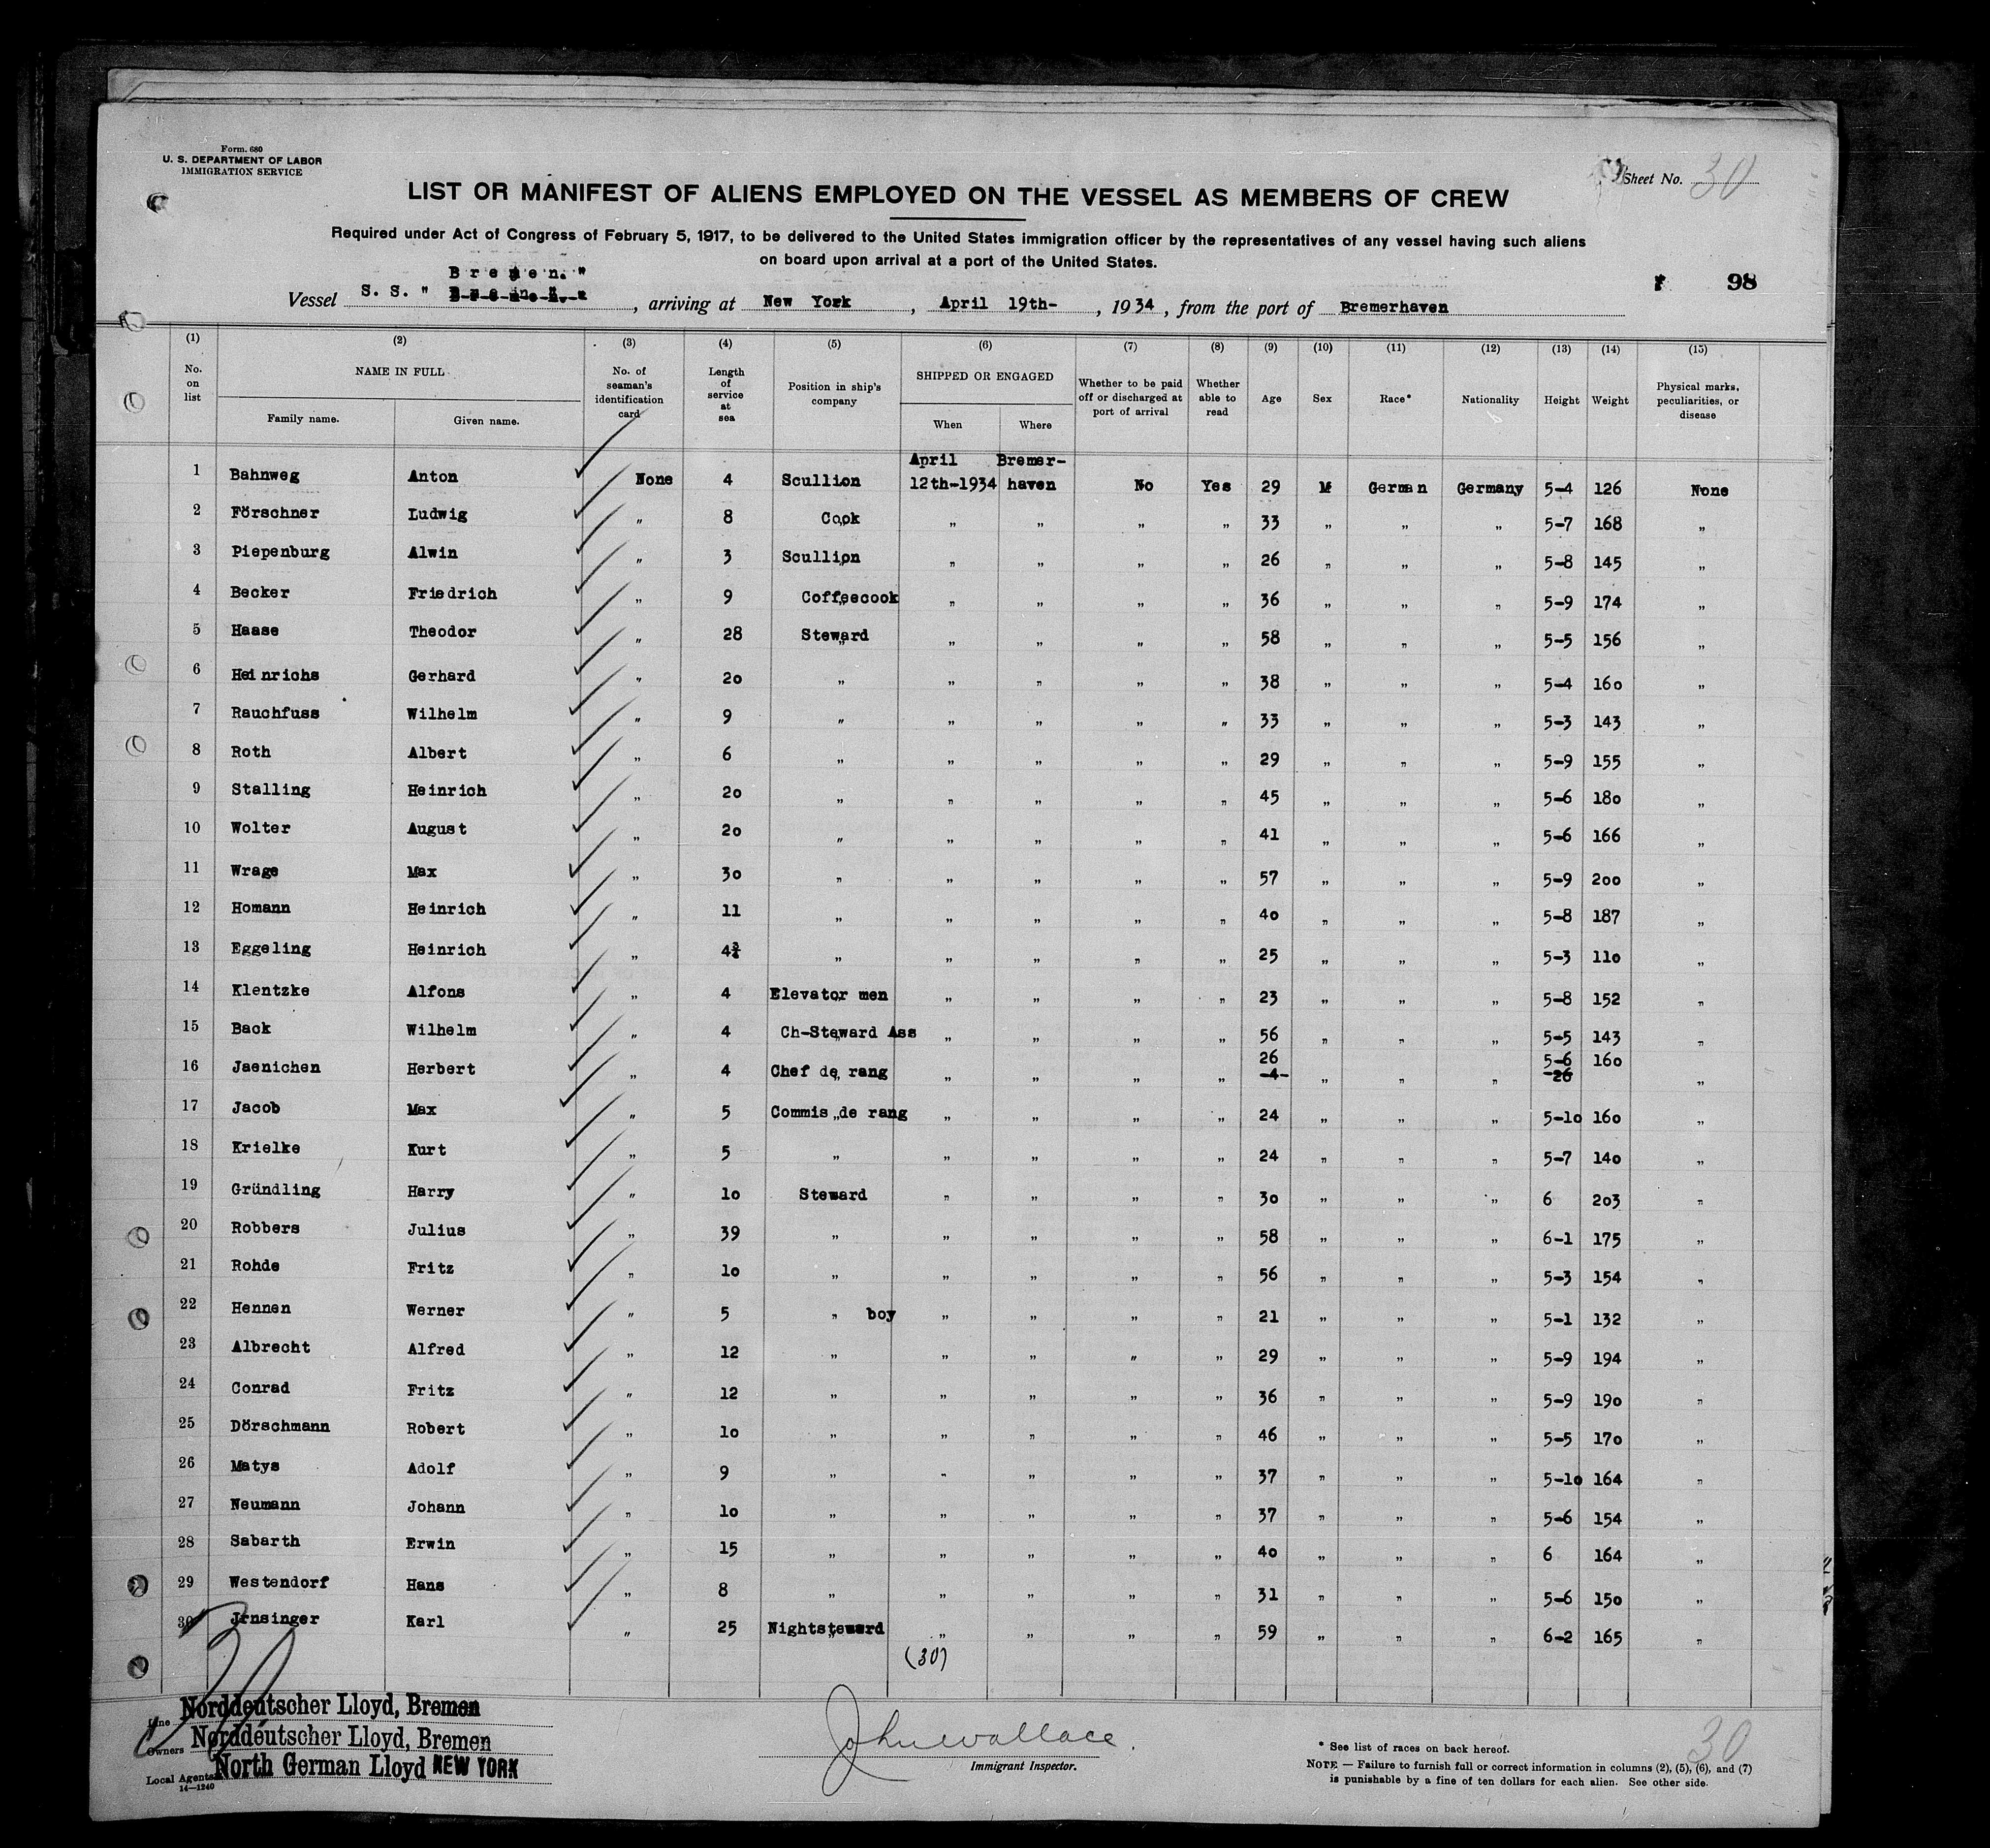 Form. 680
U. S. DEPARTMENT OF LABOR
IMMIGRATION SERVICE
Sheet No. 30
LIST OR MANIFEST OF ALIENS EMPLOYED ON THE VESSEL AS MEMBERS OF CREW
Required under Act of Congress of February 5, 1917, to be delivered to the United States immigration officer by the representatives of any vessel having such aliens
on board upon arrival at a port of the United States.
98
Bremen."
Vessel S. S. " , arriving at New York , April 19th- , 1934 , from the port of Bremerhaven
(1) (2) (3) (4) (5) (6) (7) (8) (9) (10) (11) (12) (13) (14) (15)
No. on list NAME IN FULL Family name. Given name. No. of seaman's identification card Length of service at sea Position in ship's company SHIPPED OR ENGAGED When Where Whether to be paid off or discharged at port of arrival Whether able to read Age Sex Race* Nationality Height Weight Physical marks, peculiarities, or disease
April Bremer-
1 Bahnweg Anton None 4 Scullion 12th-1934 haven No Yes 29 M German Germany 5-4 126 None
2 Förschner Ludwig " 8 Cook " " " " 33 " " " 5-7 168 "
3 Piepenburg Alwin " 3 Scullion " " " " 26 " " " 5-8 145 "
4 Becker Friedrich " 9 Coffeecook " " " " 36 " " " 5-9 174 "
5 Haase Theodor " 28 Steward " " " " 58 " " " 5-5 156 "
6 Heinrichs Gerhard " 20 " " " " " 38 " " " 5-4 160 "
7 Rauchfuss Wilhelm " 9 " " " " " 33 " " " 5-3 143 "
8 Roth Albert " 6 " " " " " 29 " " " 5-9 155 "
9 Stalling Heinrich " 20 " " " " " 45 " " " 5-6 180 "
10 Wolter August " 20 " " " " " 41 " " " 5-6 166 "
11 Wrage Max " 30 " " " " " 57 " " " 5-9 200 "
12 Homann Heinrich " 11 " " " " " 40 " " " 5-8 187 "
13 Eggeling Heinrich " 4¾ " " " " " 25 " " " 5-3 110 "
14 Klentzke Alfons " 4 Elevator men " " " " 23 " " " 5-8 152 "
15 Back Wilhelm " 4 Ch-Steward Ass " " " " 56 " " " 5-5 143 "
16 Jaenichen Herbert " 4 Chef de rang " " " " 26 -4- " " " 5-6 -26 160 "
17 Jacob Max " 5 Commis de rang " " " " 24 " " " 5-10 160 "
18 Krielke Kurt " 5 " " " " " 24 " " " 5-7 140 "
19 Gründling Harry " 10 Steward " " " " 30 " " " 6 203 "
20 Robbers Julius " 39 " " " " " 58 " " " 6-1 175 "
21 Rohde Fritz " 10 " " " " " 56 " " " 5-3 154 "
22 Hennen Werner " 5 " boy " " " " 21 " " " 5-1 132 "
23 Albrecht Alfred " 12 " " " " " 29 " " " 5-9 194 "
24 Conrad Fritz " 12 " " " " " 36 " " " 5-9 190 "
25 Dörschmann Robert " 10 " " " " " 46 " " " 5-5 170 "
26 Matys Adolf " 9 " " " " " 37 " " " 5-10 164 "
27 Neumann Johann " 10 " " " " " 37 " " " 5-6 154 "
28 Sabarth Erwin " 15 " " " " " 40 " " " 6 164 "
29 Westendorf Hans " 8 " " " " " 31 " " " 5-6 150 "
30 Jrnsinger Karl " 25 Nightsteward " " " " 59 " " " 6-2 165 "
(30)
30
Line Norddeutscher Lloyd, Bremen
Owners Norddeutscher Lloyd, Bremen
Local Agents North German Lloyd NEW YORK
14—1240
John Wallace.
Immigrant Inspector.
30
* See list of races on back hereof.
NOTE — Failure to furnish full or correct information in columns (2), (5), (6), and (7)
is punishable by a fine of ten dollars for each alien. See other side.